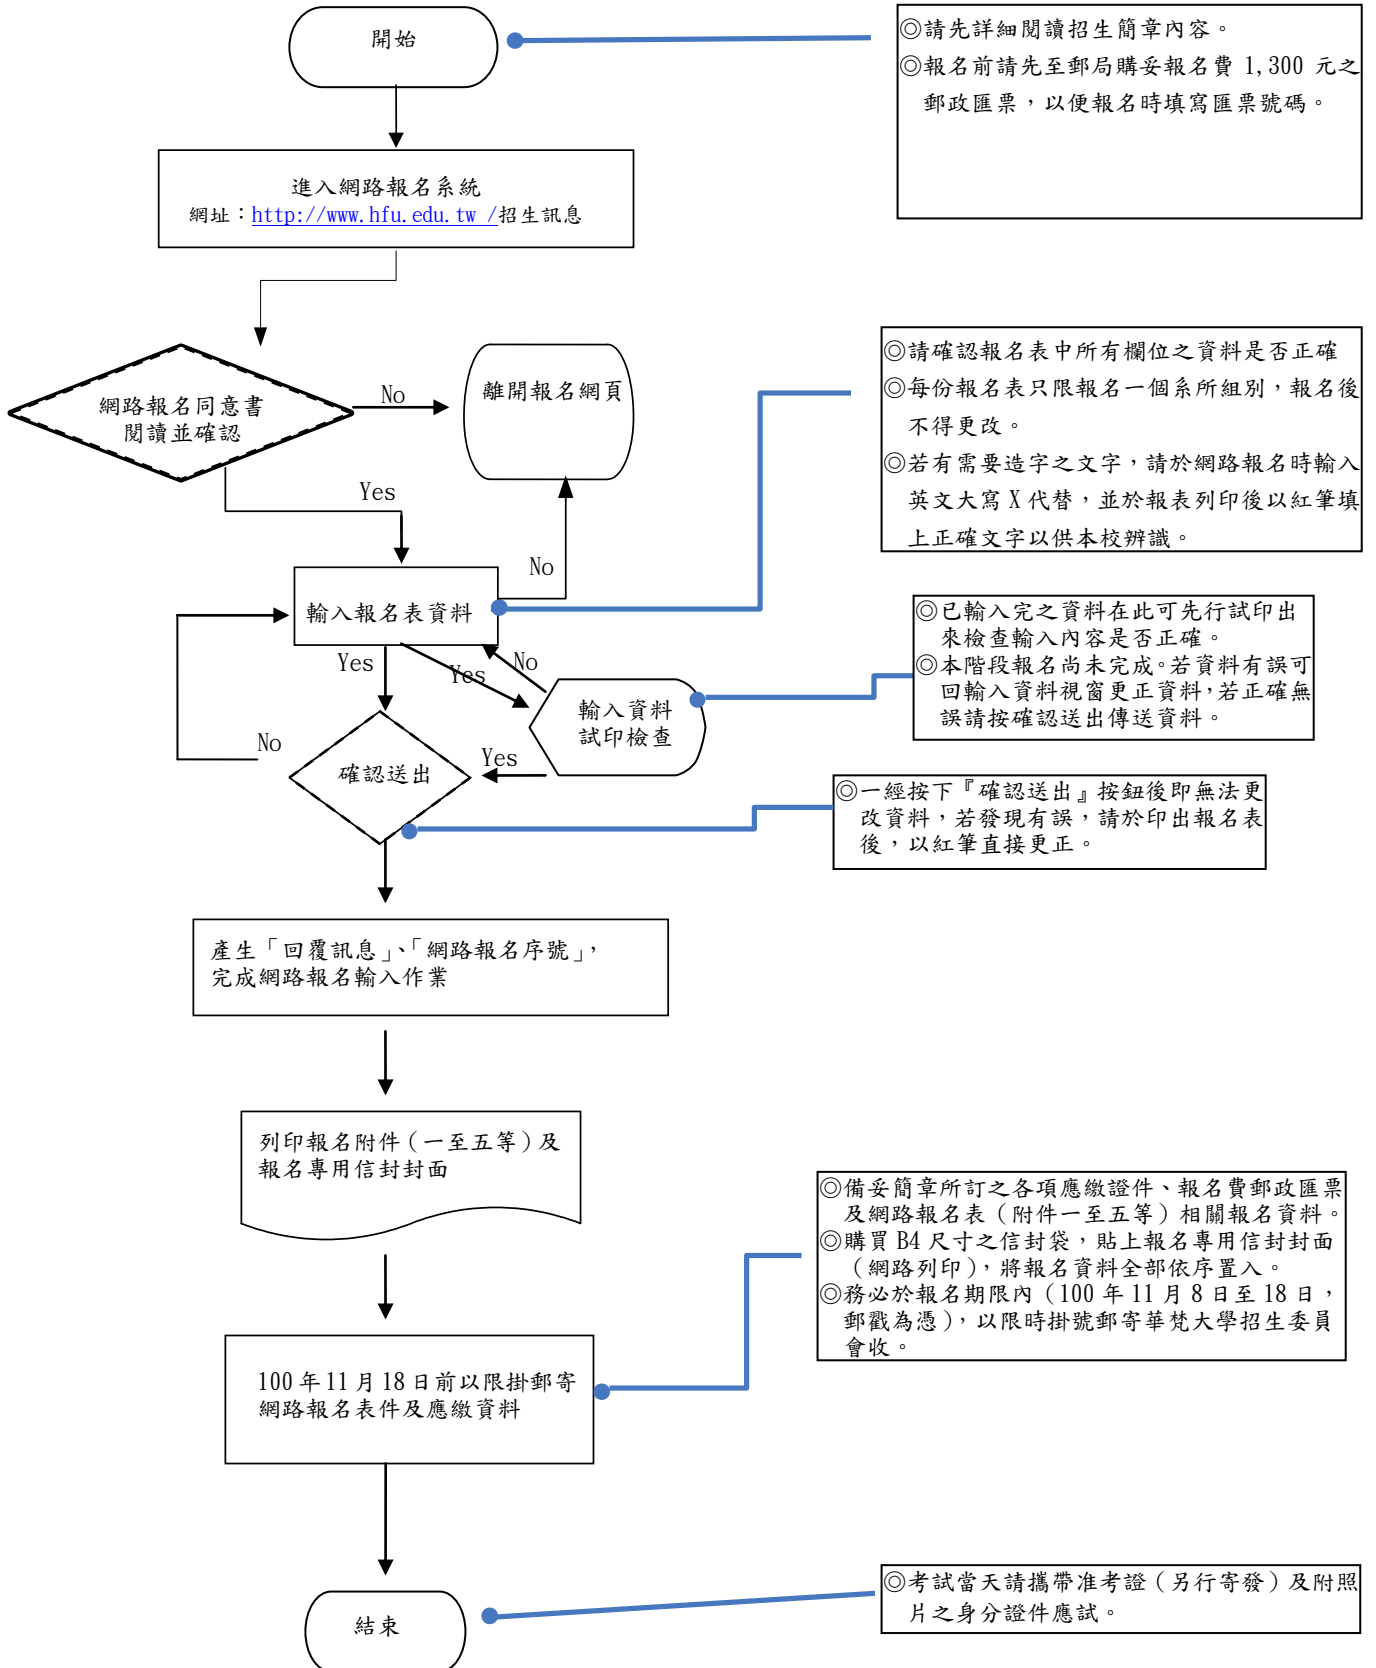 開始
◎請先詳細閱讀招生簡章內容。
◎報名前請先至郵局購妥報名費 1,300 元之
郵政匯票，以便報名時填寫匯票號碼。
進入網路報名系統
網址：http://www.hfu.edu.tw /招生訊息
網路報名同意書
閱讀並確認
No
離開報名網頁
Yes
No
◎請確認報名表中所有欄位之資料是否正確
◎每份報名表只限報名一個系所組別，報名後
不得更改。
◎若有需要造字之文字，請於網路報名時輸入
英文大寫 X 代替，並於報表列印後以紅筆填
上正確文字以供本校辨識。
輸入報名表資料
Yes
Yes
No
輸入資料
試印檢查
◎已輸入完之資料在此可先行試印出
來檢查輸入內容是否正確。
◎本階段報名尚未完成。若資料有誤可
回輸入資料視窗更正資料，若正確無
誤請按確認送出傳送資料。
No
Yes
確認送出
◎一經按下『確認送出』按鈕後即無法更
改資料，若發現有誤，請於印出報名表
後，以紅筆直接更正。
產生「回覆訊息」、「網路報名序號」，
完成網路報名輸入作業
列印報名附件（一至五等）及
報名專用信封封面
◎備妥簡章所訂之各項應繳證件、報名費郵政匯票
及網路報名表（附件一至五等）相關報名資料。
◎購買 B4 尺寸之信封袋，貼上報名專用信封封面
（網路列印），將報名資料全部依序置入。
◎務必於報名期限內（100 年 11 月 8 日至 18 日，
郵戳為憑），以限時掛號郵寄華梵大學招生委員
會收。
100 年 11 月 18 日前以限掛郵寄
網路報名表件及應繳資料
結束
◎考試當天請攜帶准考證（另行寄發）及附照
片之身分證件應試。